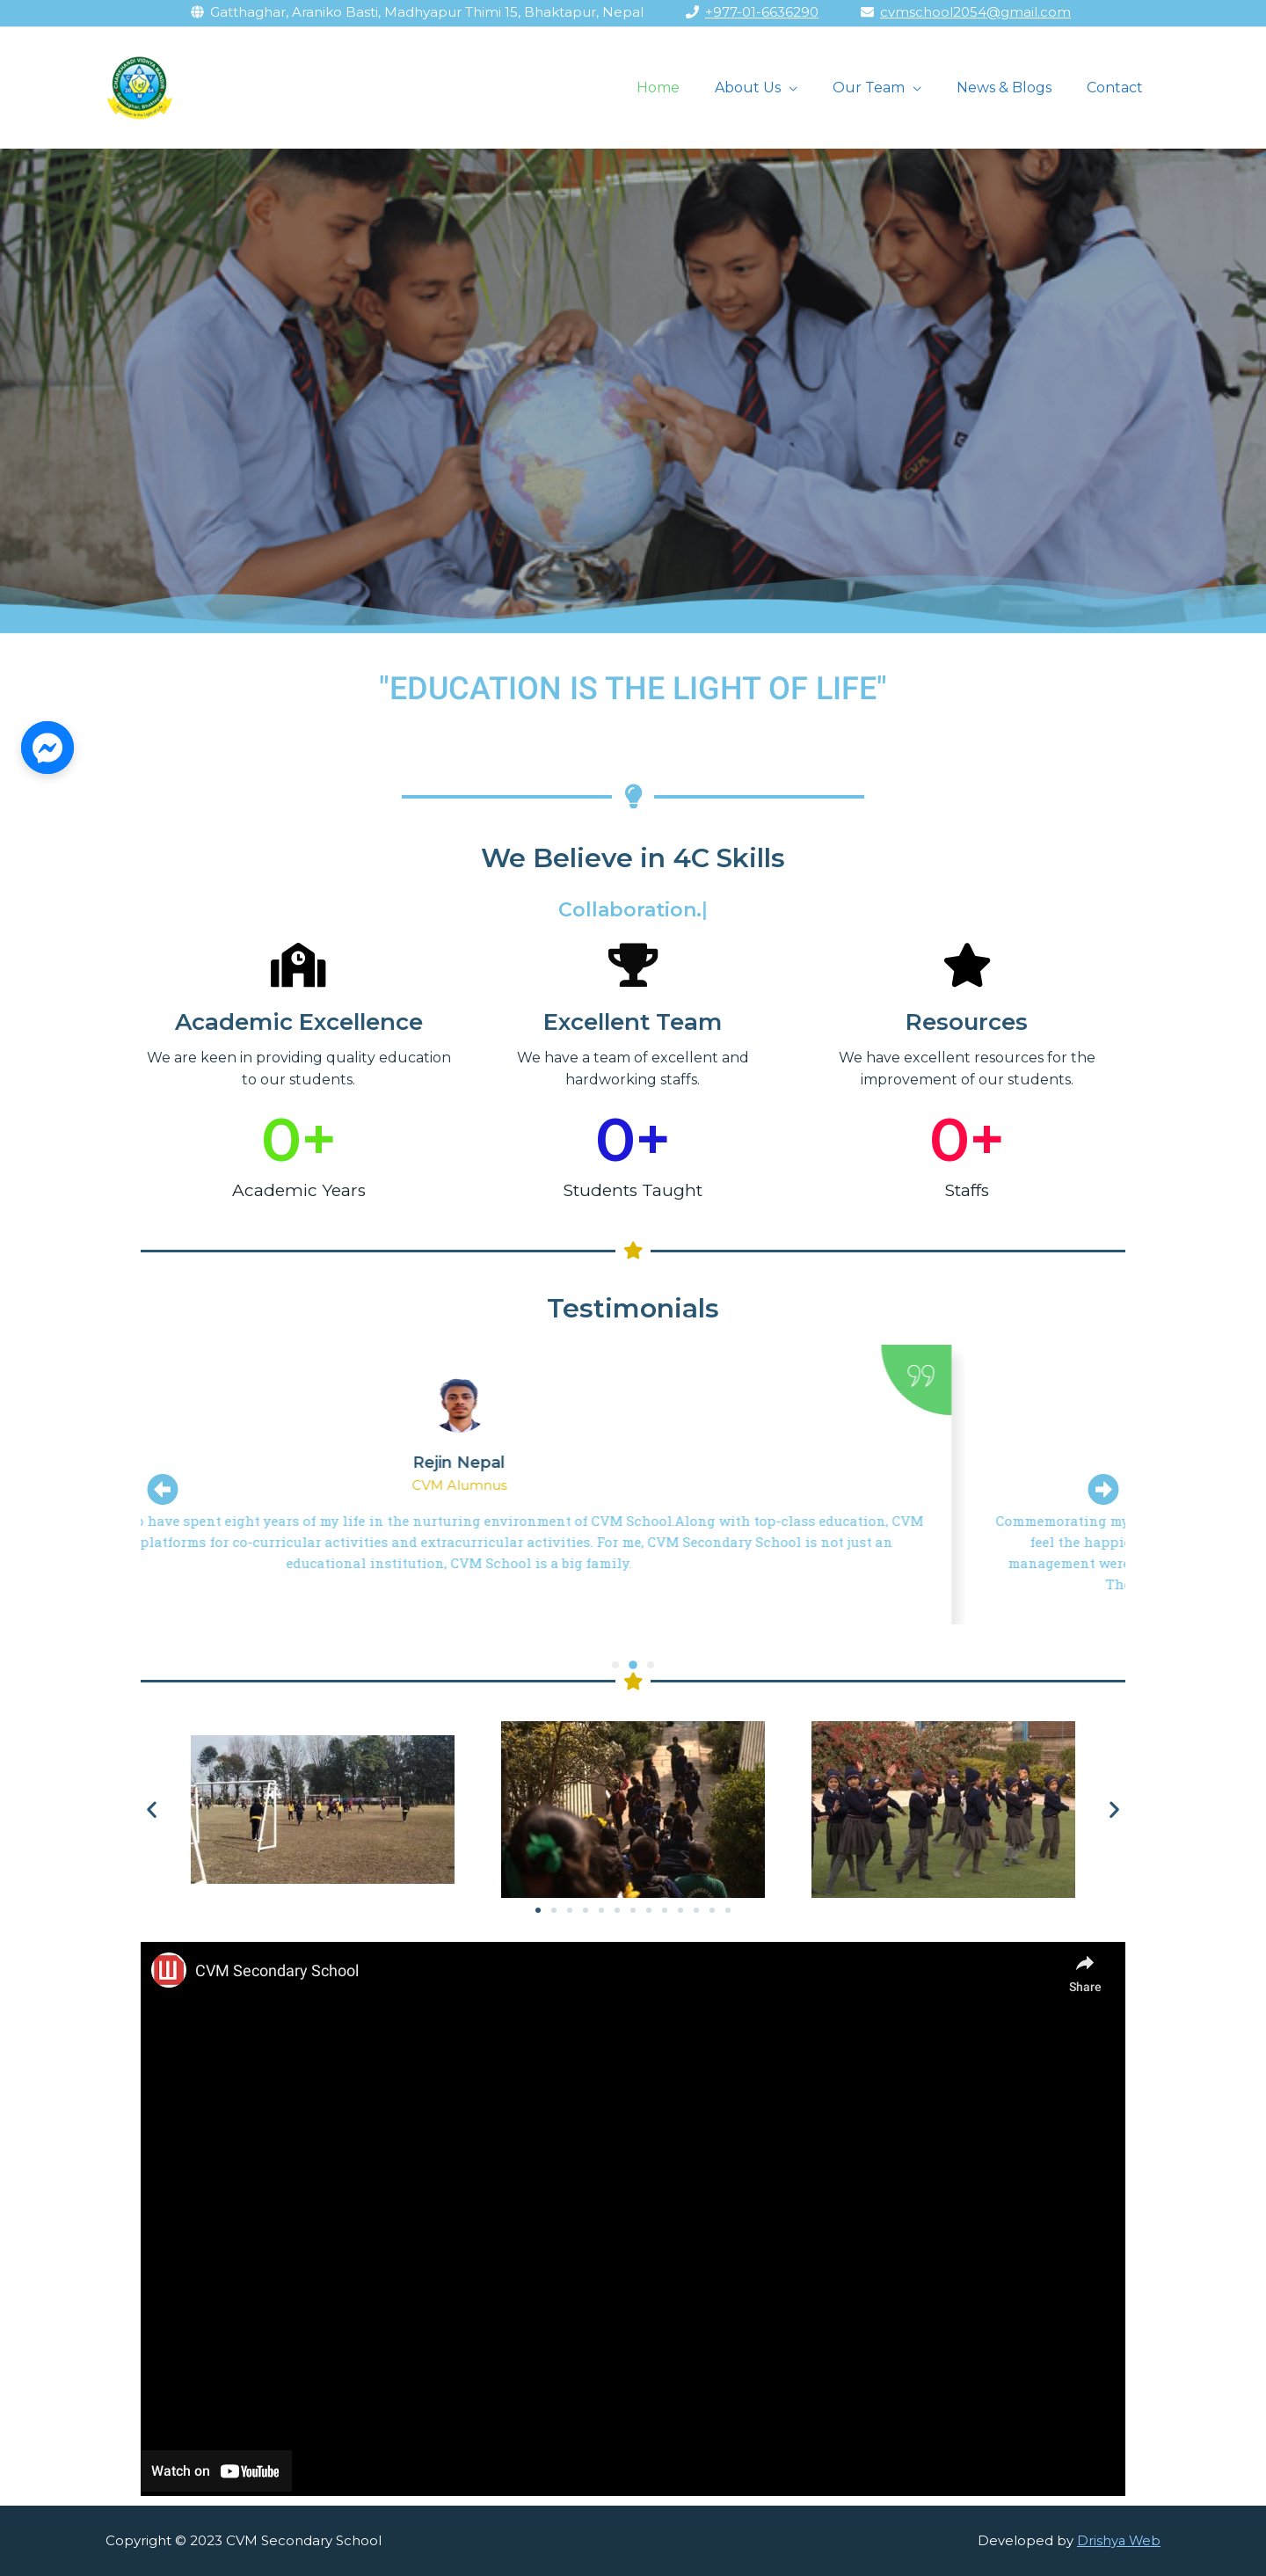 Gatthaghar, Araniko Basti, Madhyapur Thimi 15, Bhaktapur, Nepal +977-01-6636290 cvmschool2054@gmail.com
Home About Us Our Team News & Blogs Contact
CVM
"EDUCATION IS THE LIGHT OF LIFE"
We Believe in 4C Skills
Collaboration.|
Academic Excellence
We are keen in providing quality education
to our students.
Excellent Team
We have a team of excellent and
hardworking staffs.
Resources
We have excellent resources for the
improvement of our students.
0+
Academic Years
0+
Students Taught
0+
Staffs
Testimonials
Rejin Nepal
CVM Alumnus
have spent eight years of my life in the nurturing environment of CVM School.Along with top-class education, CVM
platforms for co-curricular activities and extracurricular activities. For me, CVM Secondary School is not just an
educational institution, CVM School is a big family.
Commemorating my
feel the happi
management were
The
CVM Secondary School
Share
Watch on YouTube
Copyright © 2023 CVM Secondary School
Developed by Drishya Web